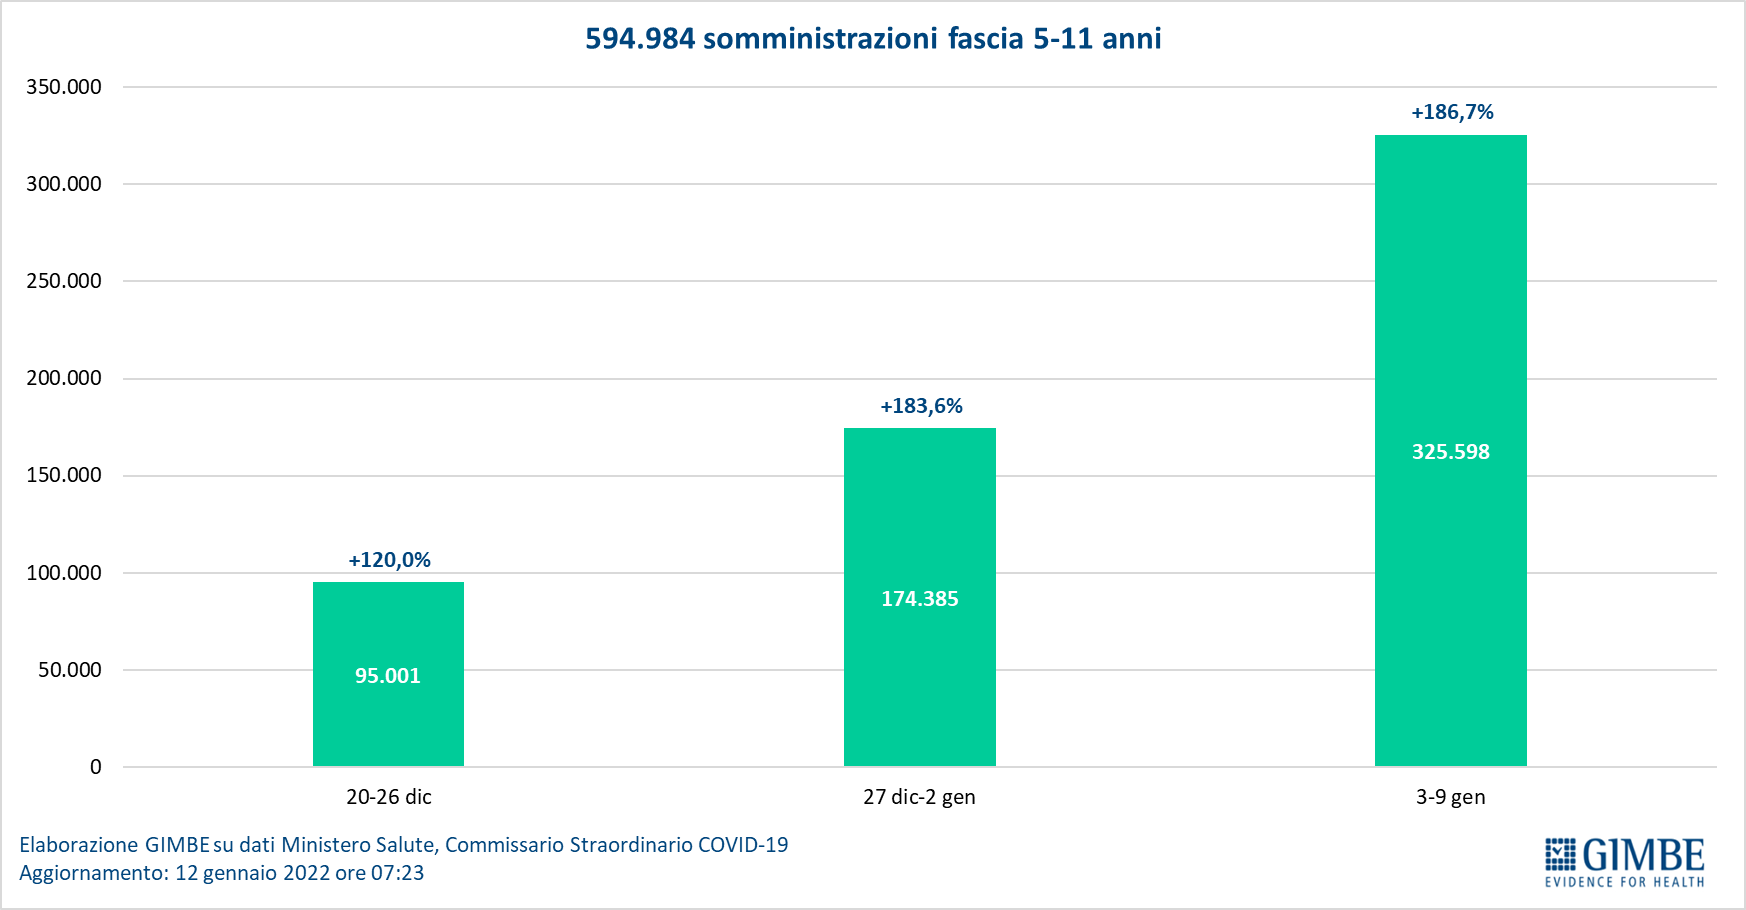 594.984 somministrazioni fascia 5-11 anni
350.000
300.000
250.000
200.000
150.000
100.000
50.000
0
+120,0%
95.001
+183,6%
174.385
+186,7%
325.598
20-26 dic
27 dic-2 gen
3-9 gen
Elaborazione GIMBE su dati Ministero Salute, Commissario Straordinario COVID-19
Aggiornamento: 12 gennaio 2022 ore 07:23
GIMBE
EVIDENCE FOR HEALTH